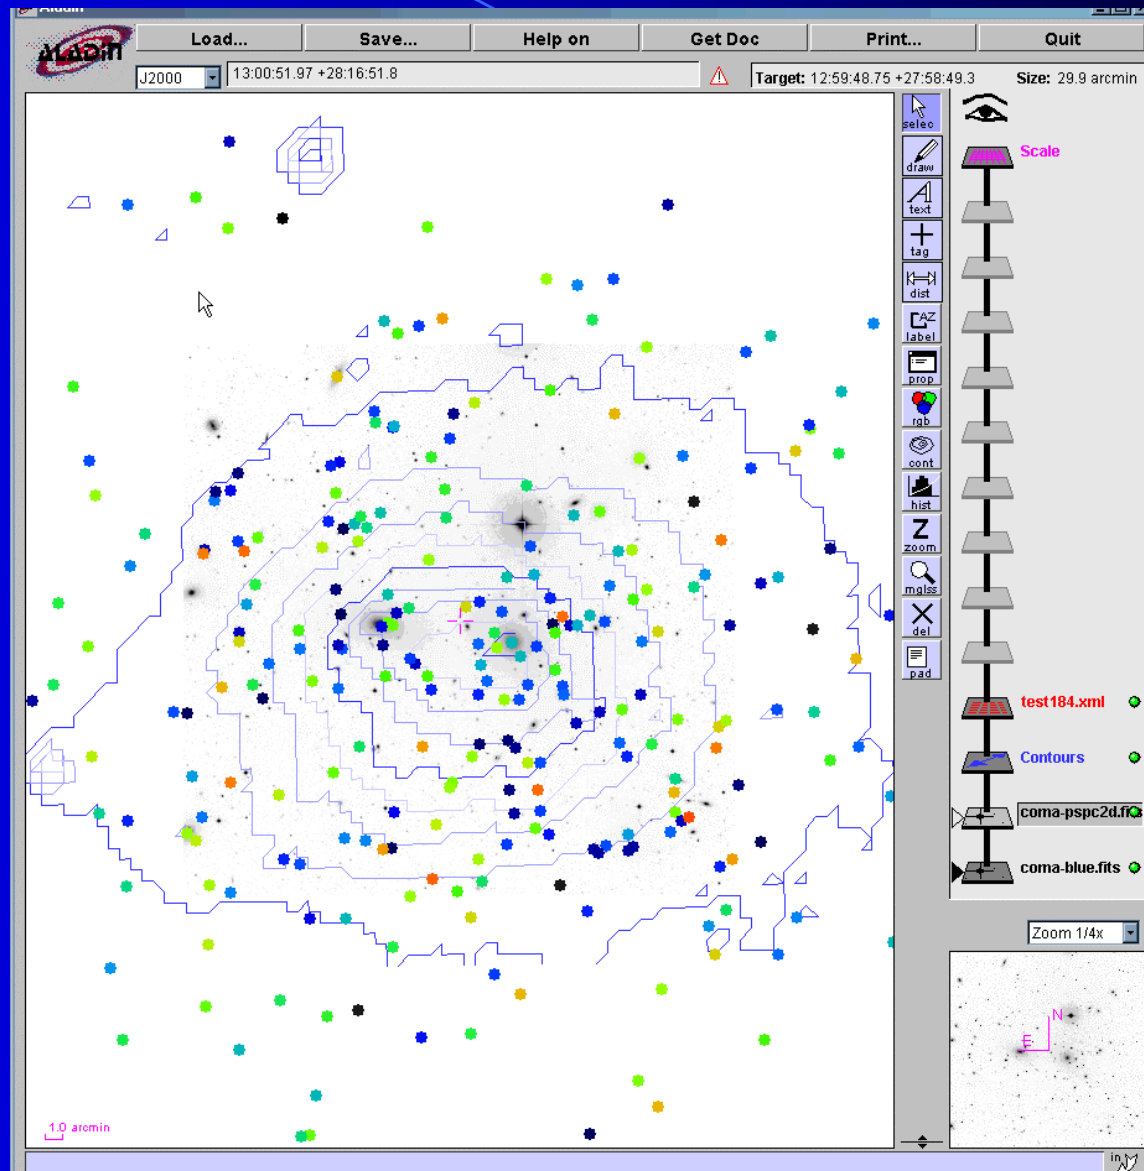 Aladin
ALADiN
Load... Save... Help on Get Doc Print... Quit
J2000 13:00:51.97 +28:16:51.8 Target: 12:59:48.75 +27:58:49.3 Size: 29.9 arcmin
selec
draw
A
text
tag
dist
AZ
label
prop
rgb
cont
hist
Z
zoom
mglss
del
pad
Scale
test184.xml
Contours
coma-pspc2d.fits
coma-blue.fits
Zoom 1/4x
N
E
1.0 arcmin
in